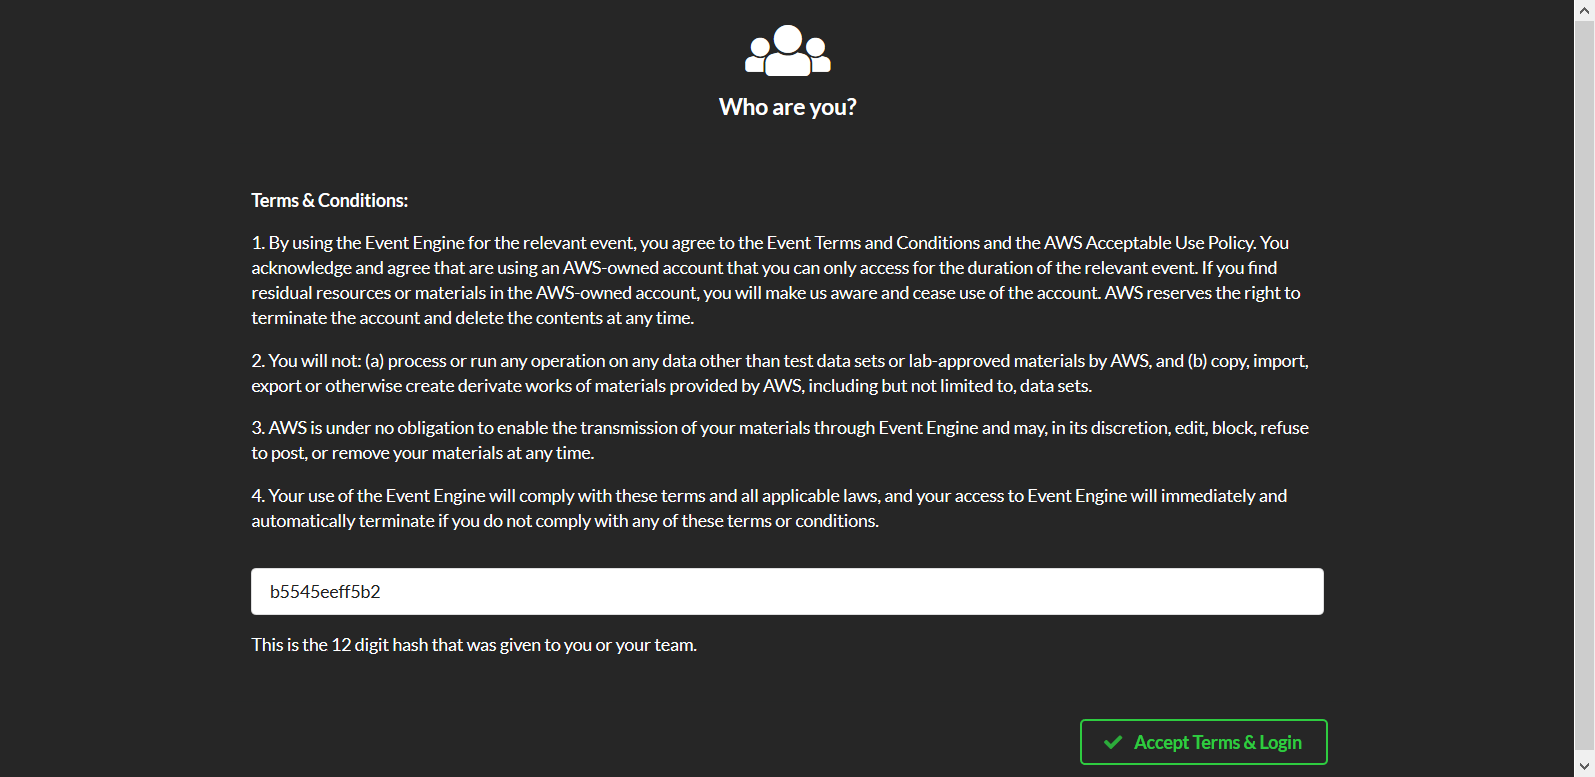 Who are you?
Terms & Conditions:
1. By using the Event Engine for the relevant event, you agree to the Event Terms and Conditions and the AWS Acceptable Use Policy. You
acknowledge and agree that are using an AWS-owned account that you can only access for the duration of the relevant event. If you find
residual resources or materials in the AWS-owned account, you will make us aware and cease use of the account. AWS reserves the right to
terminate the account and delete the contents at any time.
2. You will not: (a) process or run any operation on any data other than test data sets or lab-approved materials by AWS, and (b) copy, import,
export or otherwise create derivate works of materials provided by AWS, including but not limited to, data sets.
3. AWS is under no obligation to enable the transmission of your materials through Event Engine and may, in its discretion, edit, block, refuse
to post, or remove your materials at any time.
4. Your use of the Event Engine will comply with these terms and all applicable laws, and your access to Event Engine will immediately and
automatically terminate if you do not comply with any of these terms or conditions.
b5545eeff5b2
This is the 12 digit hash that was given to you or your team.
Accept Terms & Login